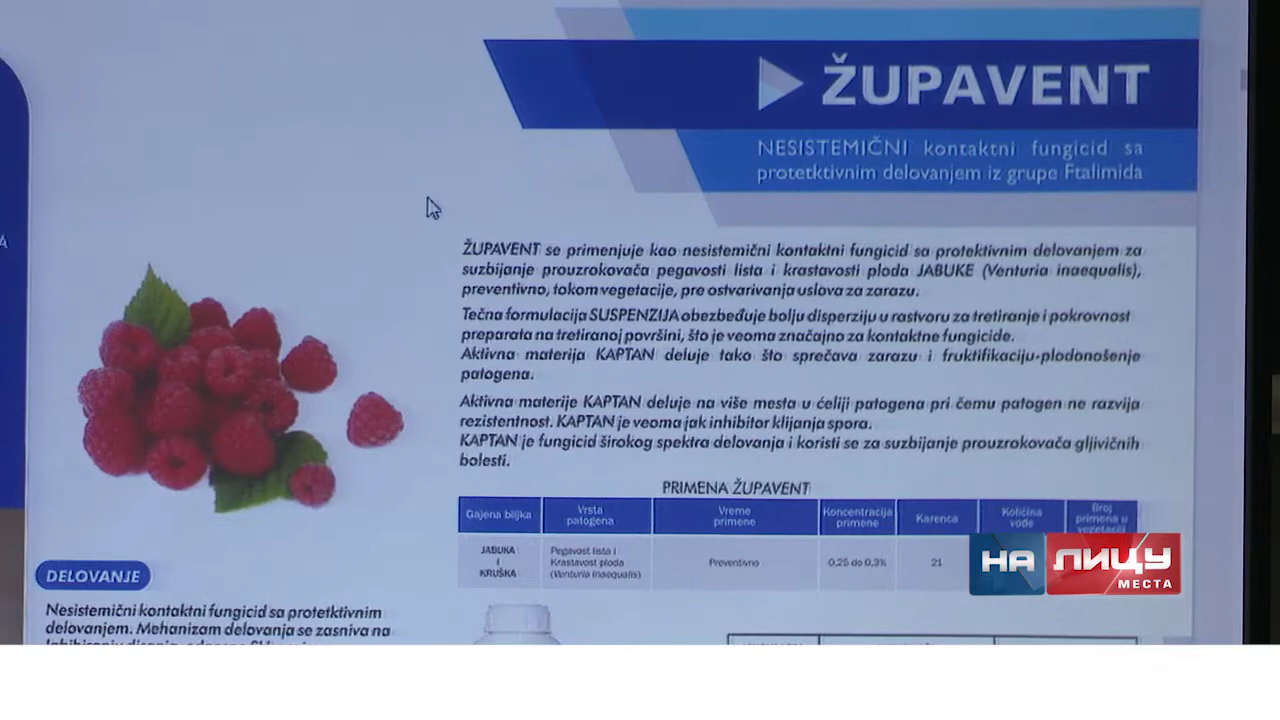 ŽUPAVENT
NESISTEMIČNI kontaktni fungicid sa
protetktivnim delovanjem iz grupe Ftalimida
A
ŽUPAVENT se primenjuje kao nesistemični kontaktni fungicid sa protektivnim delovanjem za
suzbijanje prouzrokovača pegavosti lista i krastavosti ploda JABUKE (Venturia inaequalis),
preventivno, tokom vegetacije, pre ostvarivanja uslova za zarazu.
Tečna formulacija SUSPENZIJA obezbeđuje bolju disperziju u rastvoru za tretiranje i pokrovnost
preparata na tretiranoj površini, što je veoma značajno za kontaktne fungicide.
Aktivna materija KAPTAN deluje tako što sprečava zarazu i fruktifikaciju-plodonošenje
patogena.
Aktivna materije KAPTAN deluje na više mesta u ćeliji patogena pri čemu patogen ne razvija
rezistentnost. KAPTAN je veoma jak inhibitor klijanja spora.
KAPTAN je fungicid širokog spektra delovanja i koristi se za suzbijanje prouzrokovača gljivičnih
bolesti.
PRIMENA ŽUPAVENT
Gajena biljka Vrsta patogena Vreme primene Koncentracija primene Karenca Količina vode Broj primena u vegetaciji
JABUKA I KRUŠKA Pegavost lista i Krastavost ploda (Venturia inaequalis) Preventivno 0,25 do 0,3% 21
НА ЛИЦУ
МЕСТА
DELOVANJE
Nesistemični kontaktni fungicid sa protetktivnim
delovanjem. Mehanizam delovanja se zasniva na